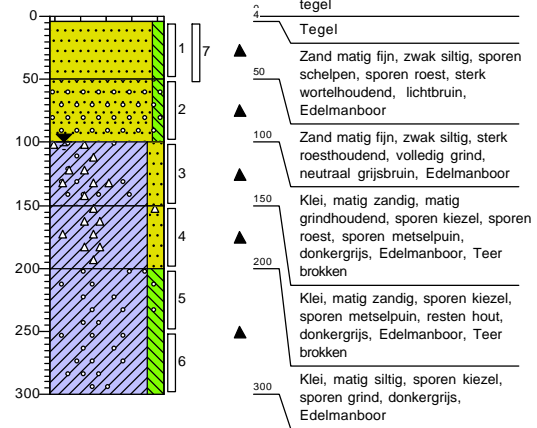 0
50
100
150
200
250
300
1
7
2
3
4
5
6
tegel
4
Tegel
Zand matig fijn, zwak siltig, sporen
schelpen, sporen roest, sterk
wortelhoudend, lichtbruin,
Edelmanboor
50
Zand matig fijn, zwak siltig, sterk
roesthoudend, volledig grind,
neutraal grijsbruin, Edelmanboor
100
Klei, matig zandig, matig
grindhoudend, sporen kiezel, sporen
roest, sporen metselpuin,
donkergrijs, Edelmanboor, Teer
brokken
150
Klei, matig zandig, sporen kiezel,
sporen metselpuin, resten hout,
donkergrijs, Edelmanboor, Teer
brokken
200
Klei, matig siltig, sporen kiezel,
sporen grind, donkergrijs,
Edelmanboor
300